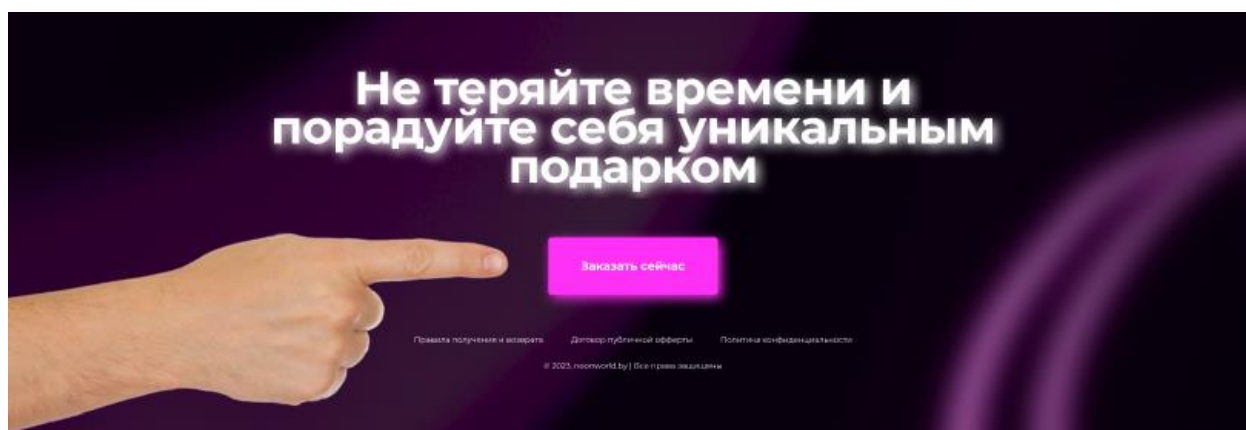 Не теряйте времени и
порадуйте себя уникальным
подарком
Заказать сейчас
Правила получения и возврата Договор публичной офферты Политика конфиденциальности
© 2023, neonworld.by | Все права защищены